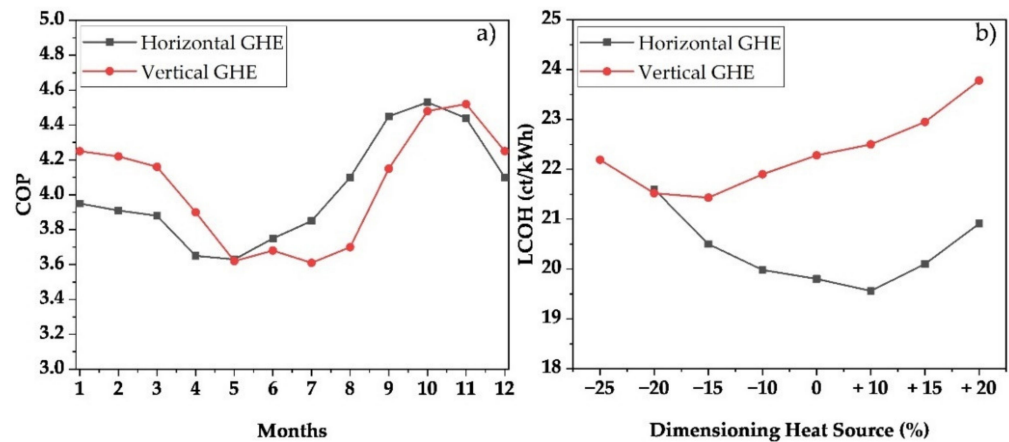 a)
Horizontal GHE
Vertical GHE
COP
5.0
4.8
4.6
4.4
4.2
4.0
3.8
3.6
3.4
3.2
3.0
1 2 3 4 5 6 7 8 9 10 11 12
Months
b)
Horizontal GHE
Vertical GHE
LCOH (ct/kWh)
25
24
23
22
21
20
19
18
−25 −20 −15 −10 0 + 10 + 15 + 20
Dimensioning Heat Source (%)